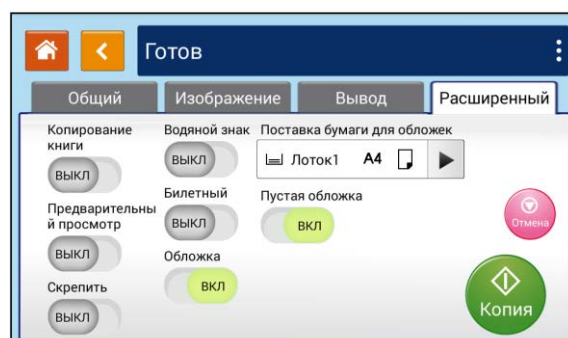 Готов
Общий
Изображение
Вывод
Расширенный
Копирование
книги
ВЫКЛ
Предварительны
й просмотр
ВЫКЛ
Скрепить
ВЫКЛ
Водяной знак
ВЫКЛ
Билетный
ВЫКЛ
Обложка
ВКЛ
Поставка бумаги для обложек
Лоток1 A4
Пустая обложка
ВКЛ
Отмена
Копия